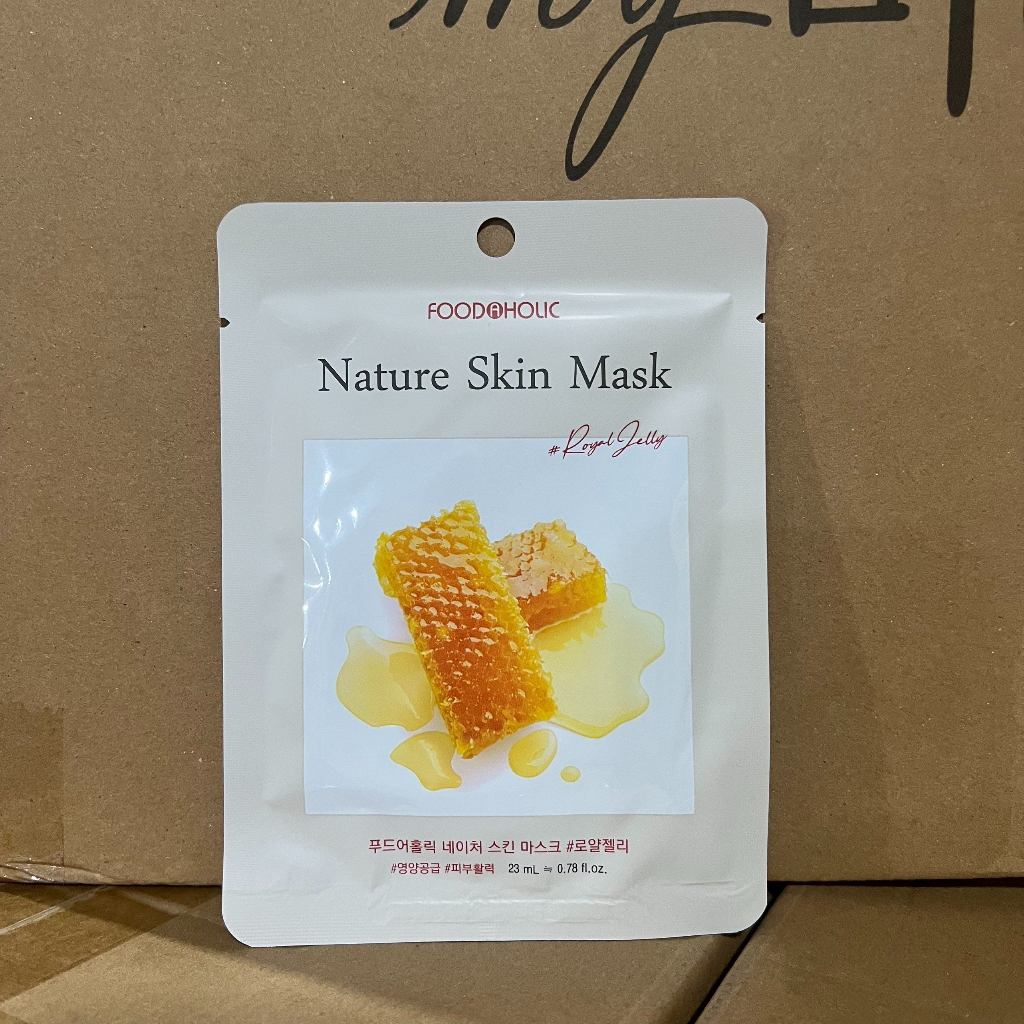 FOODAHOLIC
Nature Skin Mask
#Royal Jelly
푸드어홀릭 네이처 스킨 마스크 #로얄젤리
#영양공급 #피부활력 23 mL ≒ 0.78 fl.oz.